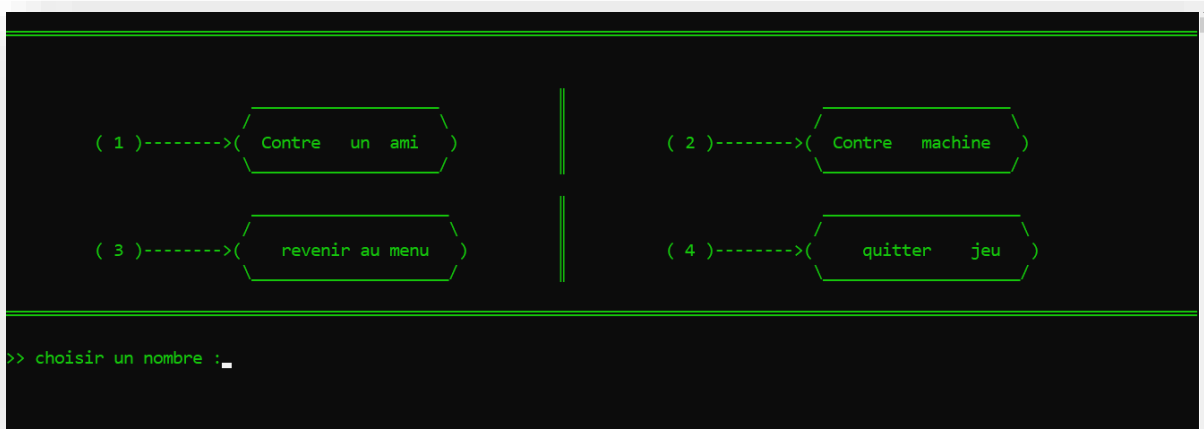 ( 1 )-------->( Contre un ami ) ( 2 )-------->( Contre machine )
( 3 )-------->( revenir au menu ) ( 4 )-------->( quitter jeu )
>> choisir un nombre :